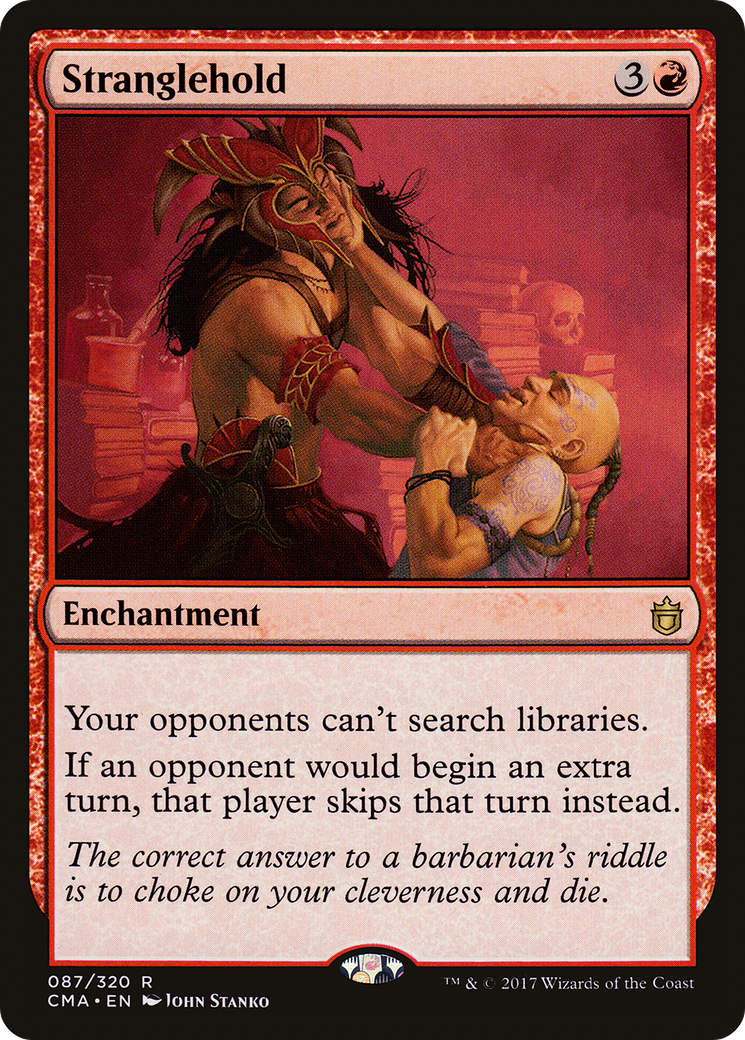 Stranglehold 3
Enchantment
Your opponents can't search libraries.
If an opponent would begin an extra
turn, that player skips that turn instead.
The correct answer to a barbarian's riddle
is to choke on your cleverness and die.
087/320 R
CMA • EN John Stanko
™ & © 2017 Wizards of the Coast